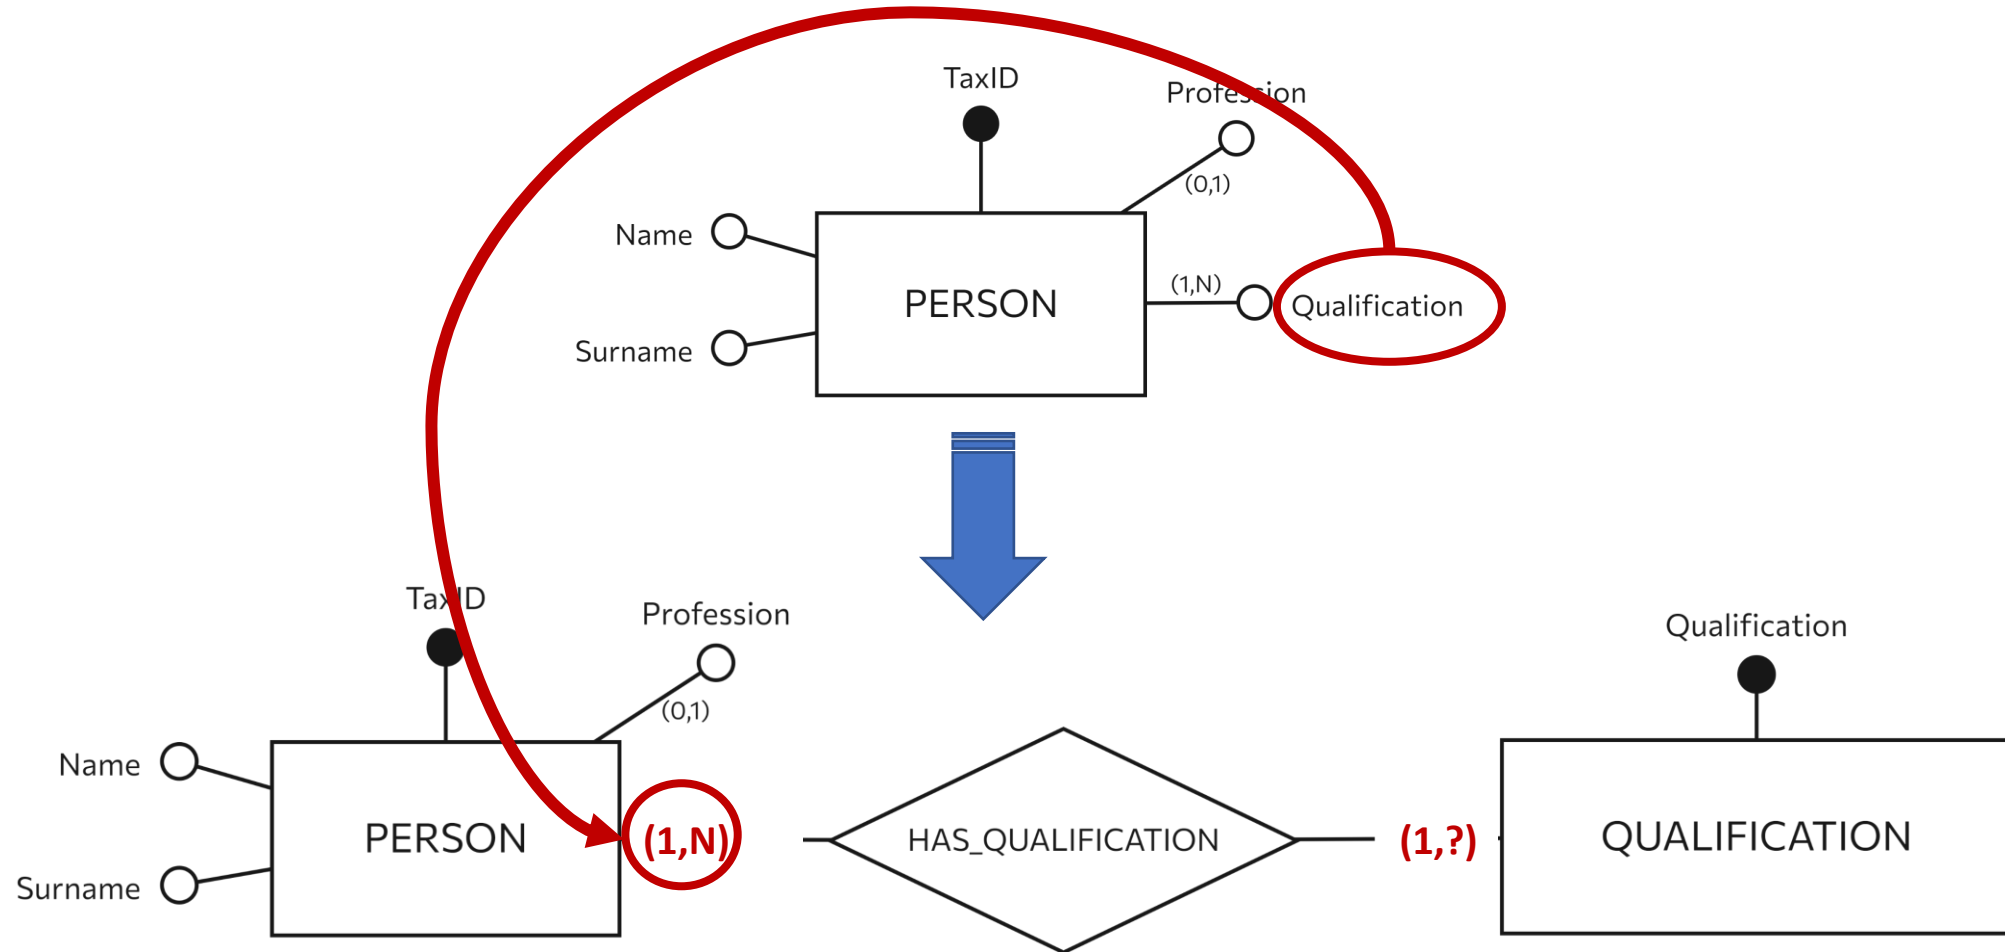 TaxID
Profession
(0,1)
Name
(1,N)
PERSON
Qualification
Surname
TaxID
Profession
Qualification
(0,1)
Name
PERSON
(1,N)
HAS_QUALIFICATION
(1,?)
QUALIFICATION
Surname